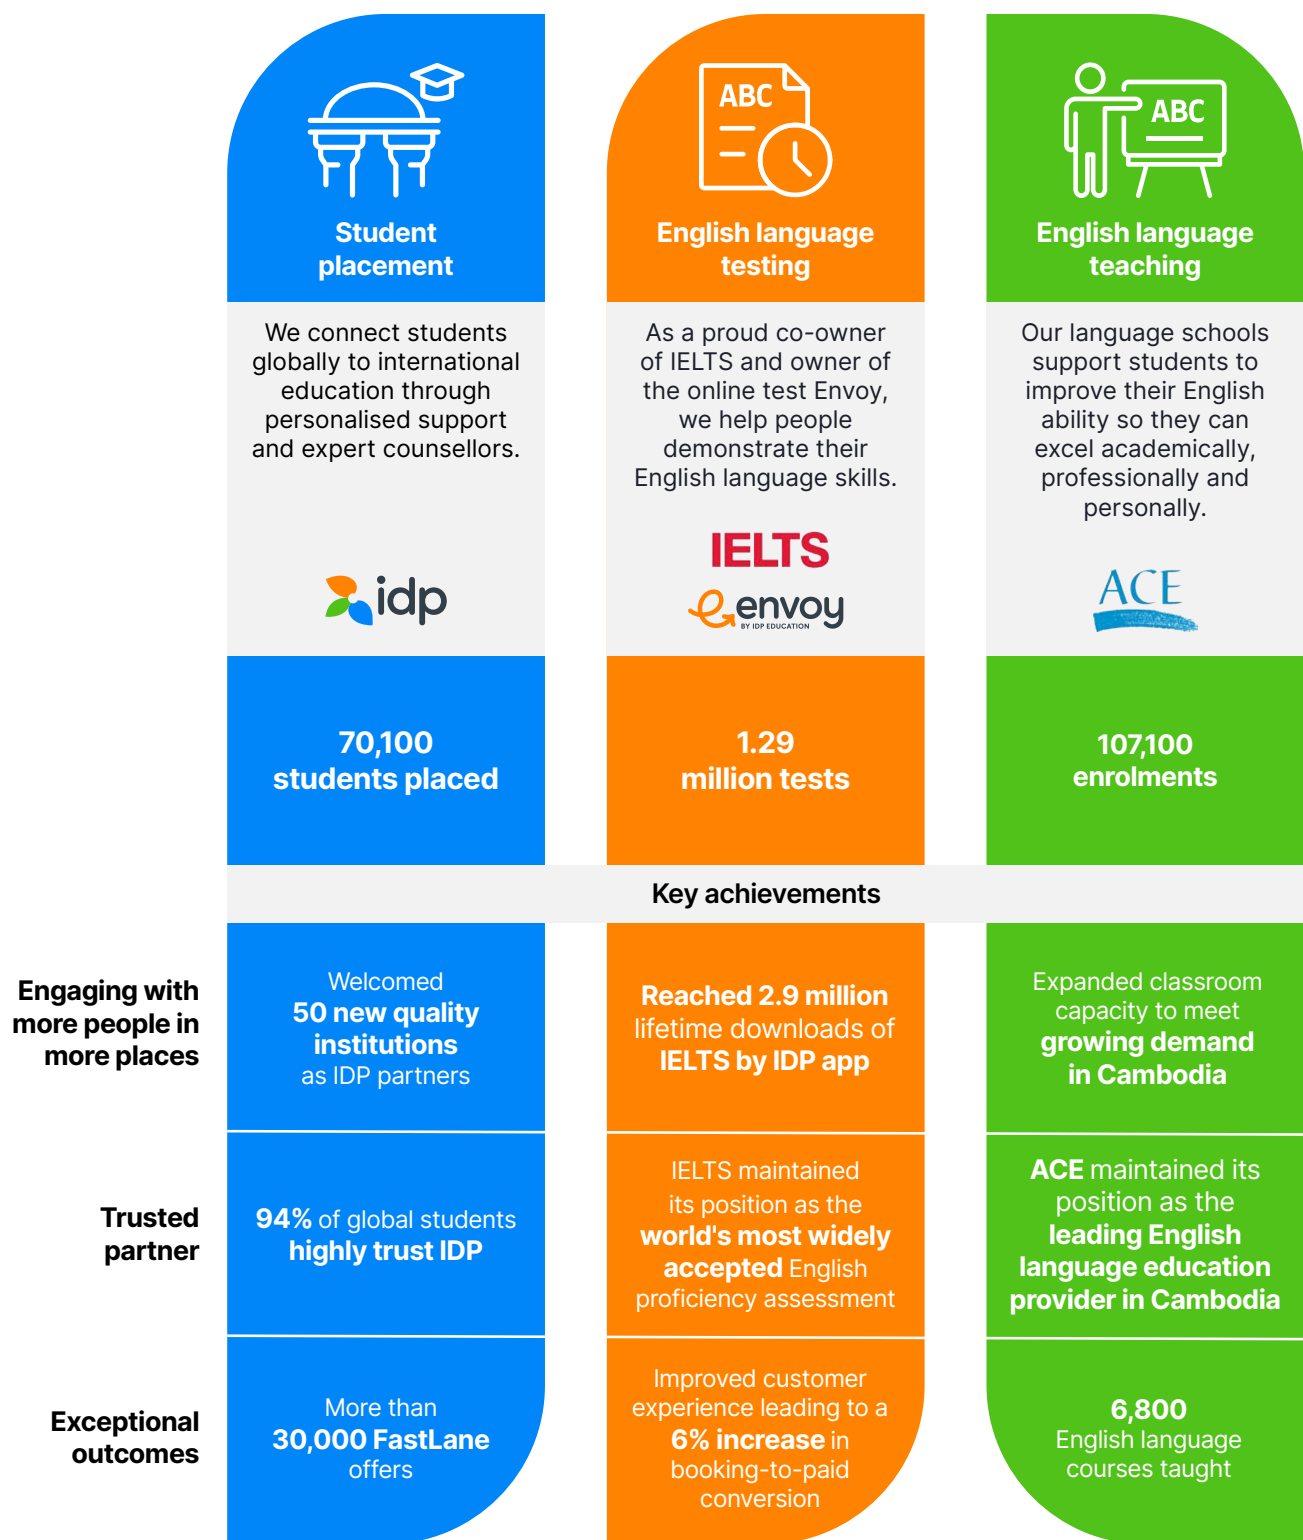 ABC
ABC
Student
placement
English language
testing
English language
teaching
We connect students
globally to international
education through
personalised support
and expert counsellors.
idp
As a proud co-owner
of IELTS and owner of
the online test Envoy,
we help people
demonstrate their
English language skills.
IELTS
envoy
BY IDP EDUCATION
Our language schools
support students to
improve their English
ability so they can
excel academically,
professionally and
personally.
ACE
70,100
students placed
1.29
million tests
107,100
enrolments
Key achievements
Engaging with
more people in
more places
Welcomed
50 new quality
institutions
as IDP partners
Reached 2.9 million
lifetime downloads of
IELTS by IDP app
Expanded classroom
capacity to meet
growing demand
in Cambodia
Trusted
partner
94% of global students
highly trust IDP
IELTS maintained
its position as the
world's most widely
accepted English
proficiency assessment
ACE maintained its
position as the
leading English
language education
provider in Cambodia
Exceptional
outcomes
More than
30,000 FastLane
offers
Improved customer
experience leading to a
6% increase in
booking-to-paid
conversion
6,800
English language
courses taught